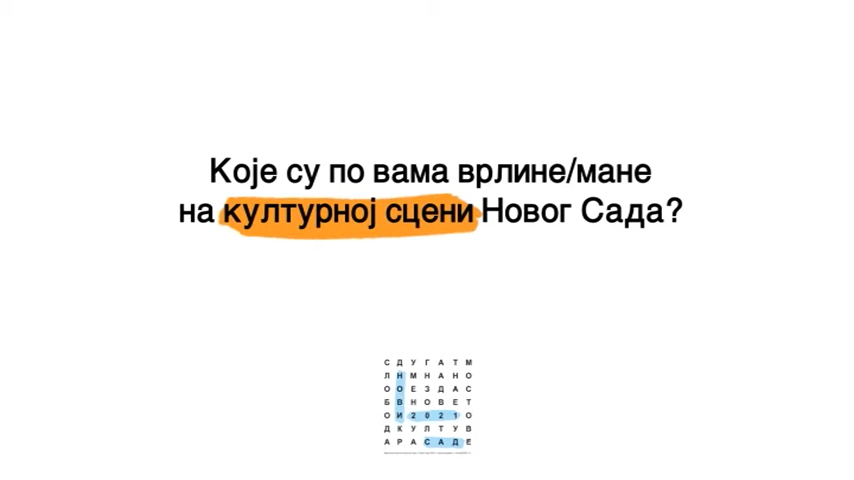 Које су по вама врлине/мане
на културној сцени Новог Сада?
С Д У Г А Т М
Л Н М Н А Н О
О О Е З Д А С
Б В Н О В Е Т
О И 2 0 2 1 О
Д К У Л Т У В
А Р А С А Д Е